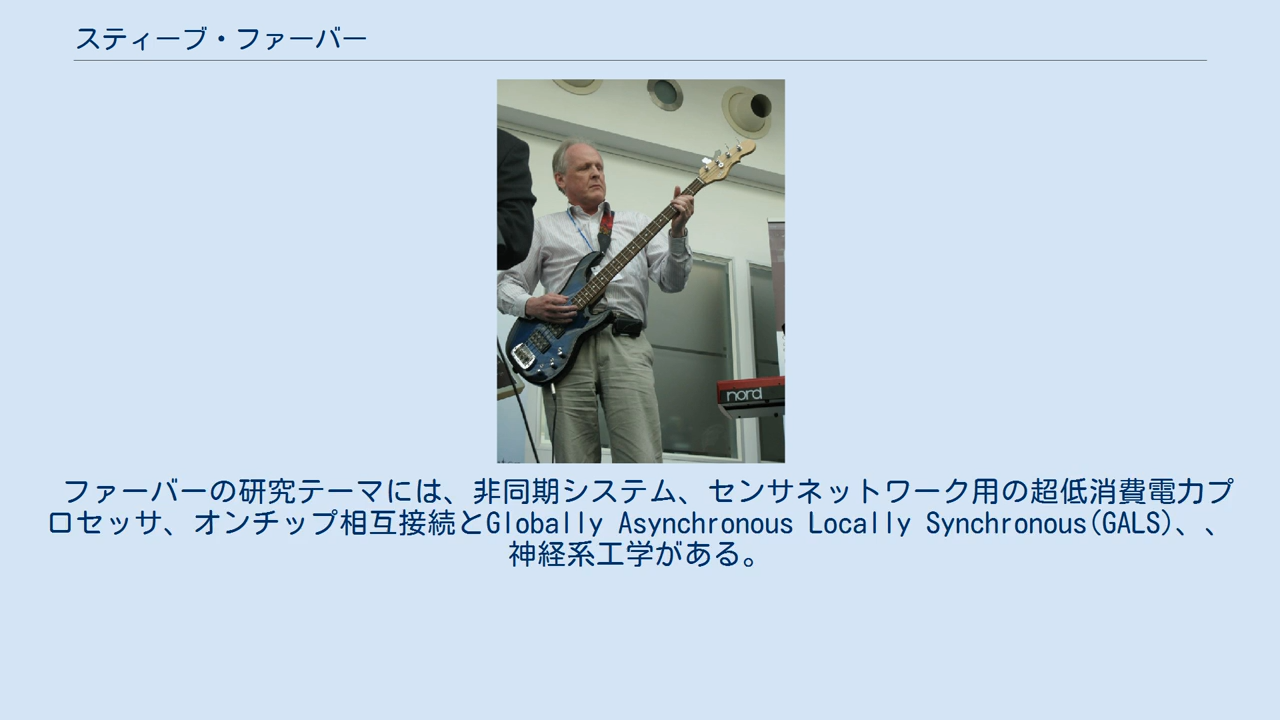 スティーブ・ファーバー
nord
ファーバーの研究テーマには、非同期システム、センサネットワーク用の超低消費電力プ
ロセッサ、オンチップ相互接続とGlobally Asynchronous Locally Synchronous(GALS)、、
神経系工学がある。